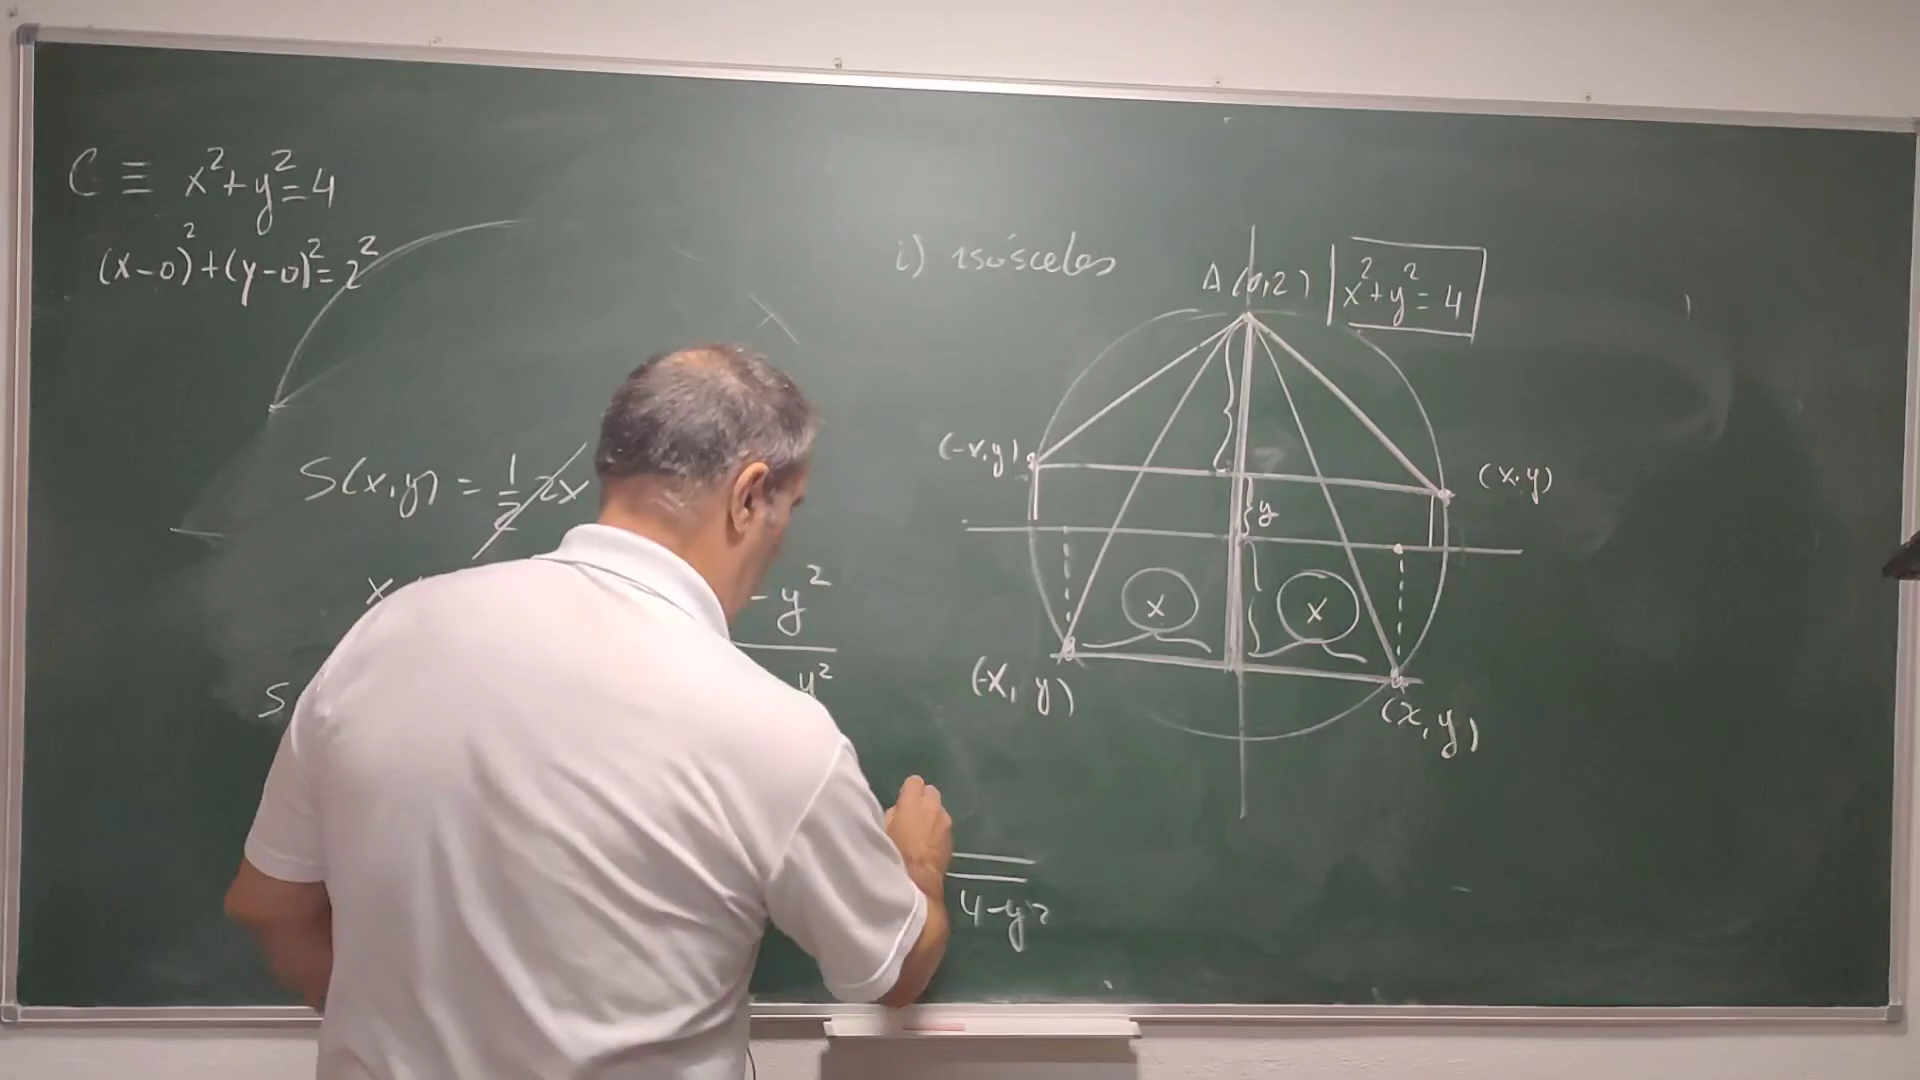 C ≡ x²+y²=4
(x-0)²+(y-0)²=2²
S(x,y) = 1/2 2x
x
- y²
S
y²
4-y²
i) isósceles
A(0,2) x²+y²=4
(-x,y) (x,y)
y
x x
(-x, y) (x, y)